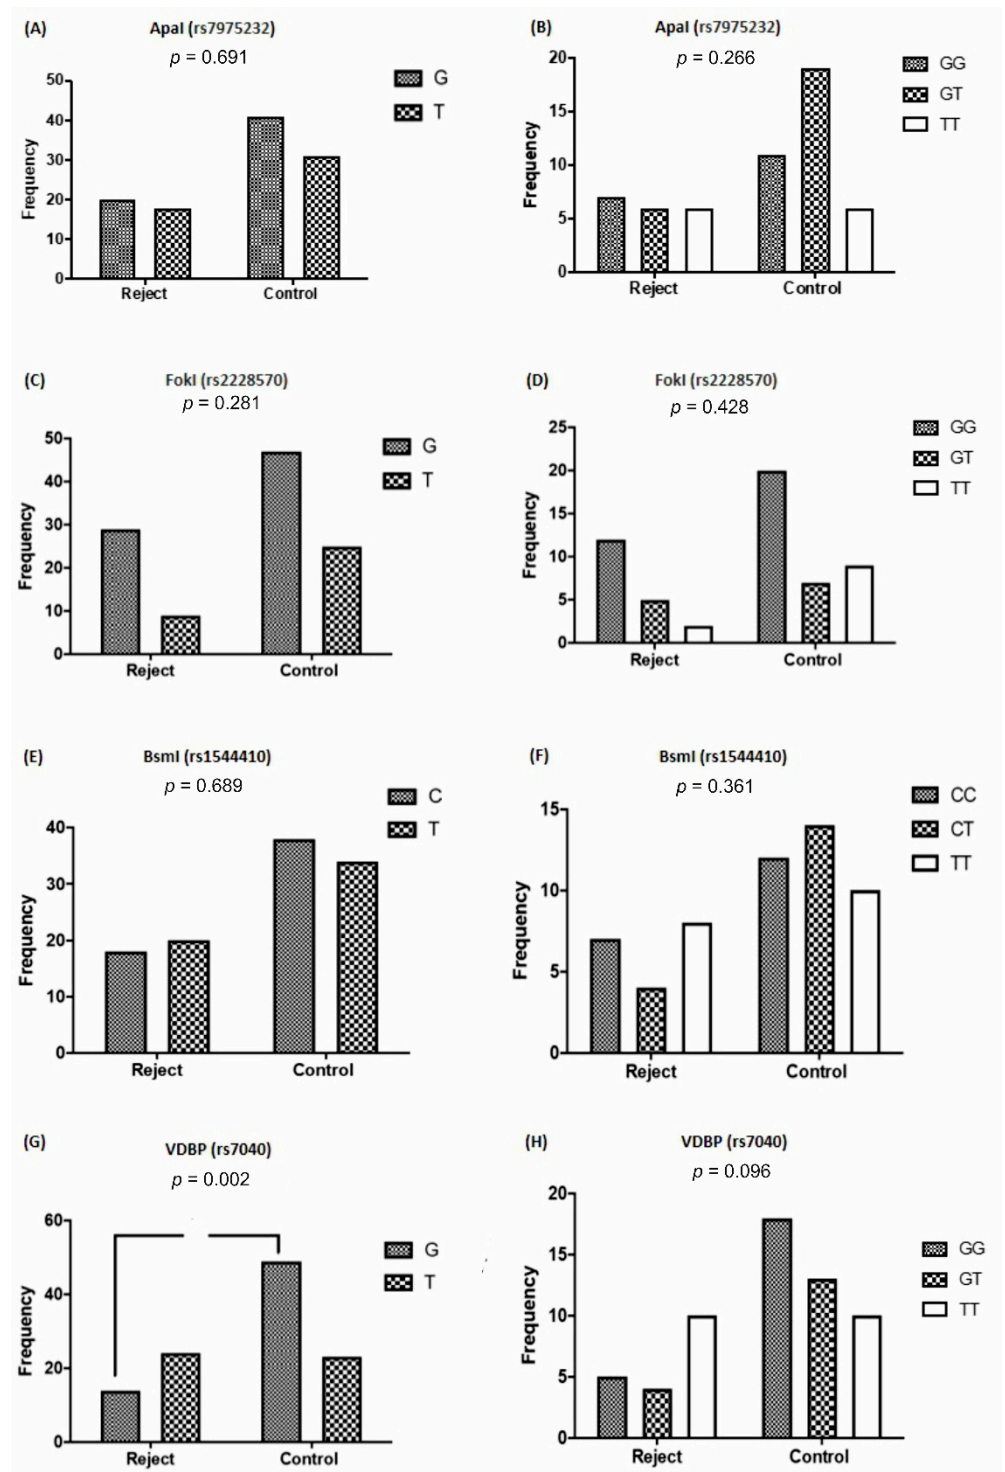 (A)
ApaI (rs7975232)
p = 0.691
50
40
30
20
10
0
Frequency
Reject
Control
G
T
(B)
ApaI (rs7975232)
p = 0.266
20
15
10
5
0
Frequency
Reject
Control
GG
GT
TT
(C)
FokI (rs2228570)
p = 0.281
50
40
30
20
10
0
Frequency
Reject
Control
G
T
(D)
FokI (rs2228570)
p = 0.428
25
20
15
10
5
0
Frequency
Reject
Control
GG
GT
TT
(E)
BsmI (rs1544410)
p = 0.689
40
30
20
10
0
Frequency
Reject
Control
C
T
(F)
BsmI (rs1544410)
p = 0.361
15
10
5
0
Frequency
Reject
Control
CC
CT
TT
(G)
VDBP (rs7040)
p = 0.002
60
40
20
0
Frequency
Reject
Control
G
T
(H)
VDBP (rs7040)
p = 0.096
20
15
10
5
0
Frequency
Reject
Control
GG
GT
TT